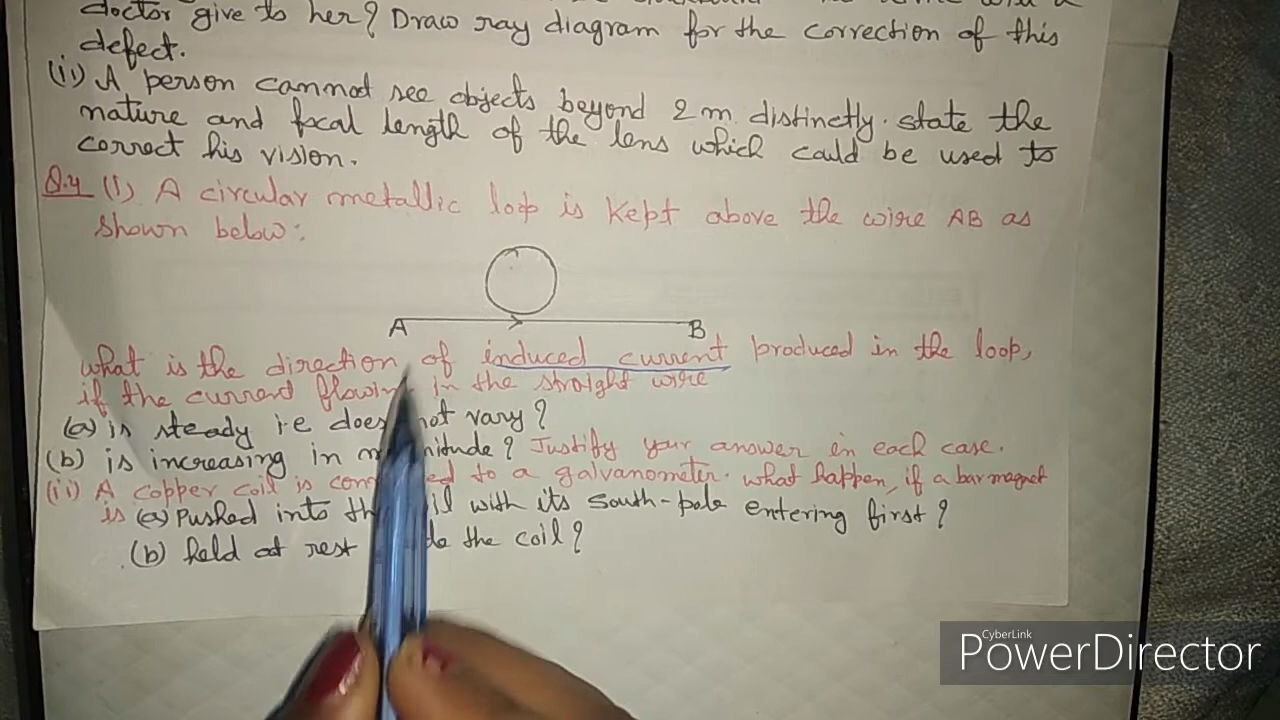 doctor give to her? Draw ray diagram for the correction of this
defect.
(ii) A person cannot see objects beyond 2 m distinctly. state the
nature and focal length of the lens which could be used to
correct his vision.
Q.4 (i). A circular metallic loop is kept above the wire AB as
shown below:
A B
what is the direction of induced current produced in the loop,
if the current flowing in the straight wire
(a) is steady i.e does not vary?
(b) is increasing in magnitude? Justify your answer in each case.
(ii) A copper coil is connected to a galvanometer. what happen, if a bar magnet
is (a) pushed into the coil with its south-pole entering first?
(b) held at rest the coil?
CyberLink
PowerDirector